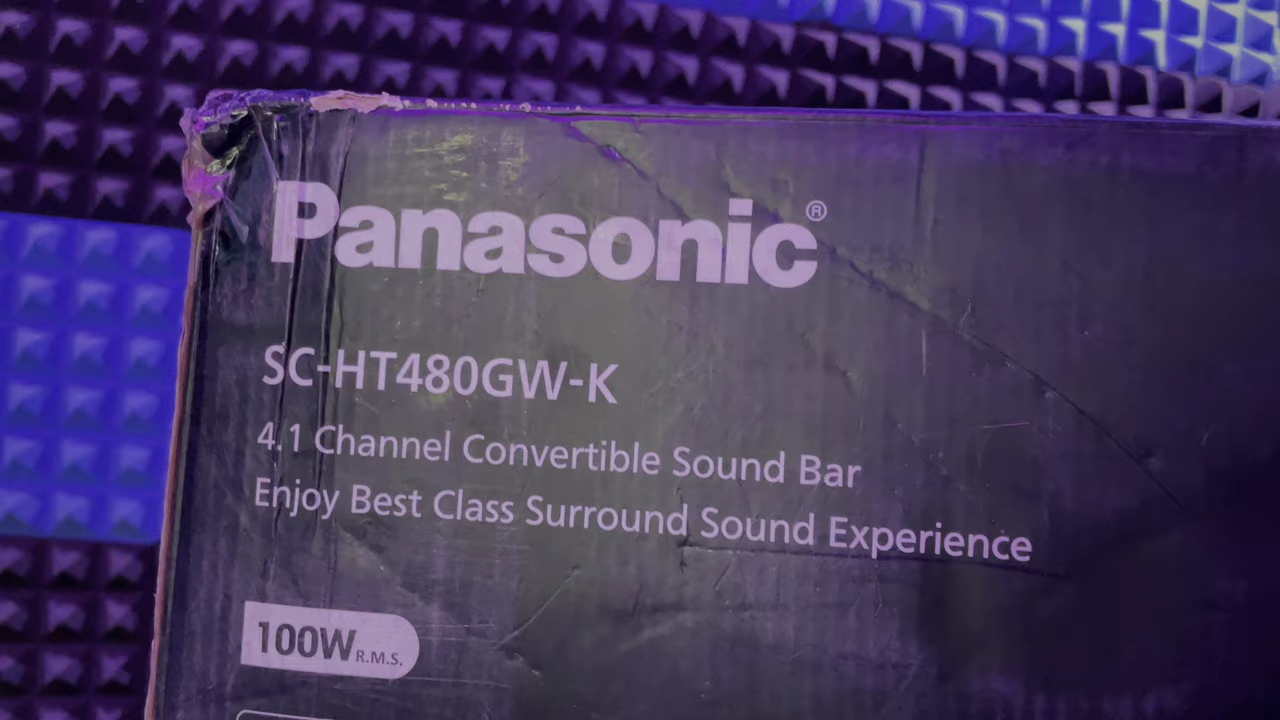 Panasonic®
SC-HT480GW-K
4.1 Channel Convertible Sound Bar
Enjoy Best Class Surround Sound Experience
100W R.M.S.